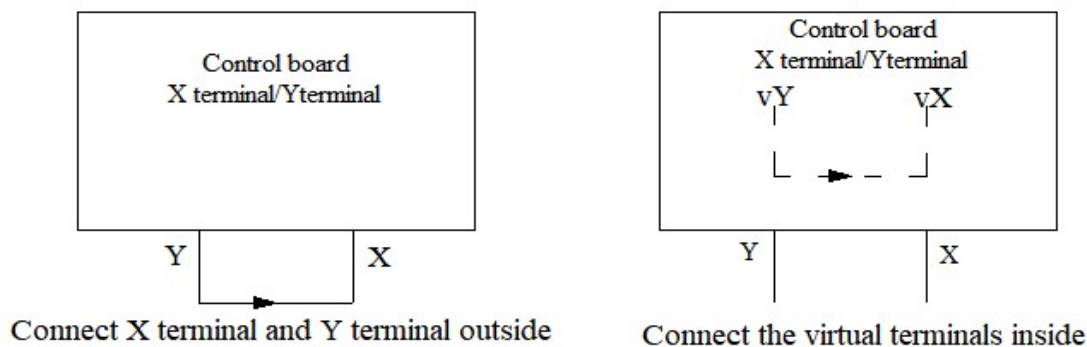 Control board
X terminal/Yterminal
Y
X
Connect X terminal and Y terminal outside
Control board
X terminal/Yterminal
vY
vX
Y
X
Connect the virtual terminals inside